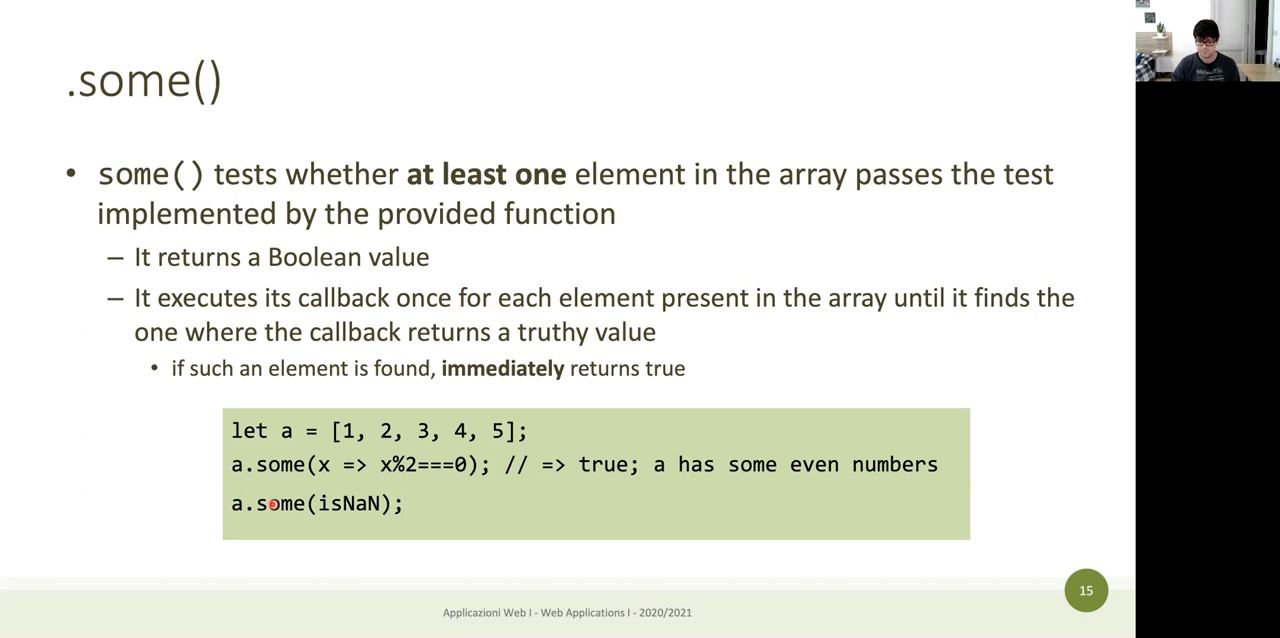 .some()
• some() tests whether at least one element in the array passes the test
implemented by the provided function
– It returns a Boolean value
– It executes its callback once for each element present in the array until it finds the
one where the callback returns a truthy value
• if such an element is found, immediately returns true
let a = [1, 2, 3, 4, 5];
a.some(x => x%2===0); // => true; a has some even numbers
a.some(isNaN);
15
Applicazioni Web I - Web Applications I - 2020/2021